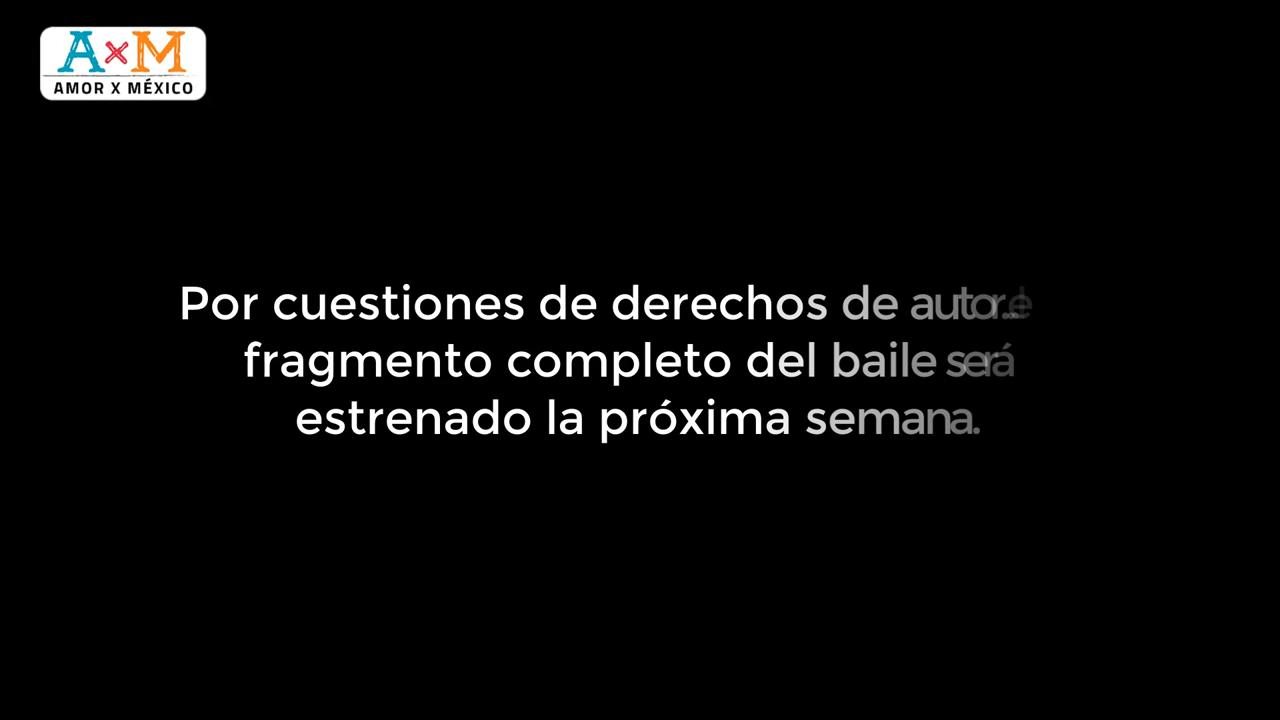 AxM
AMOR X MÉXICO
Por cuestiones de derechos de autor...
fragmento completo del baile será
estrenado la próxima semana.